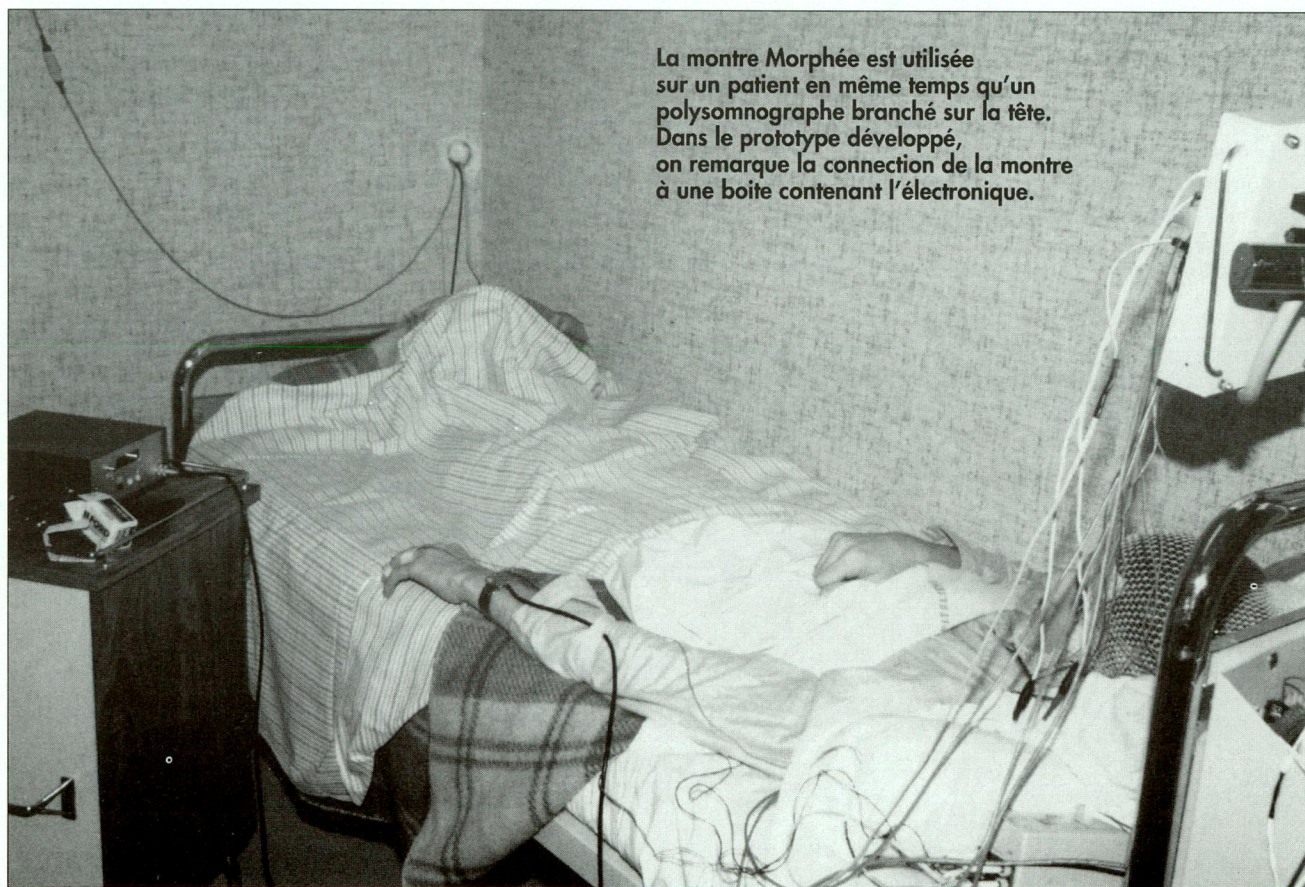 La montre Morphée est utilisée
sur un patient en même temps qu'un
polysomnographe branché sur la tête.
Dans le prototype développé,
on remarque la connection de la montre
à une boite contenant l'électronique.